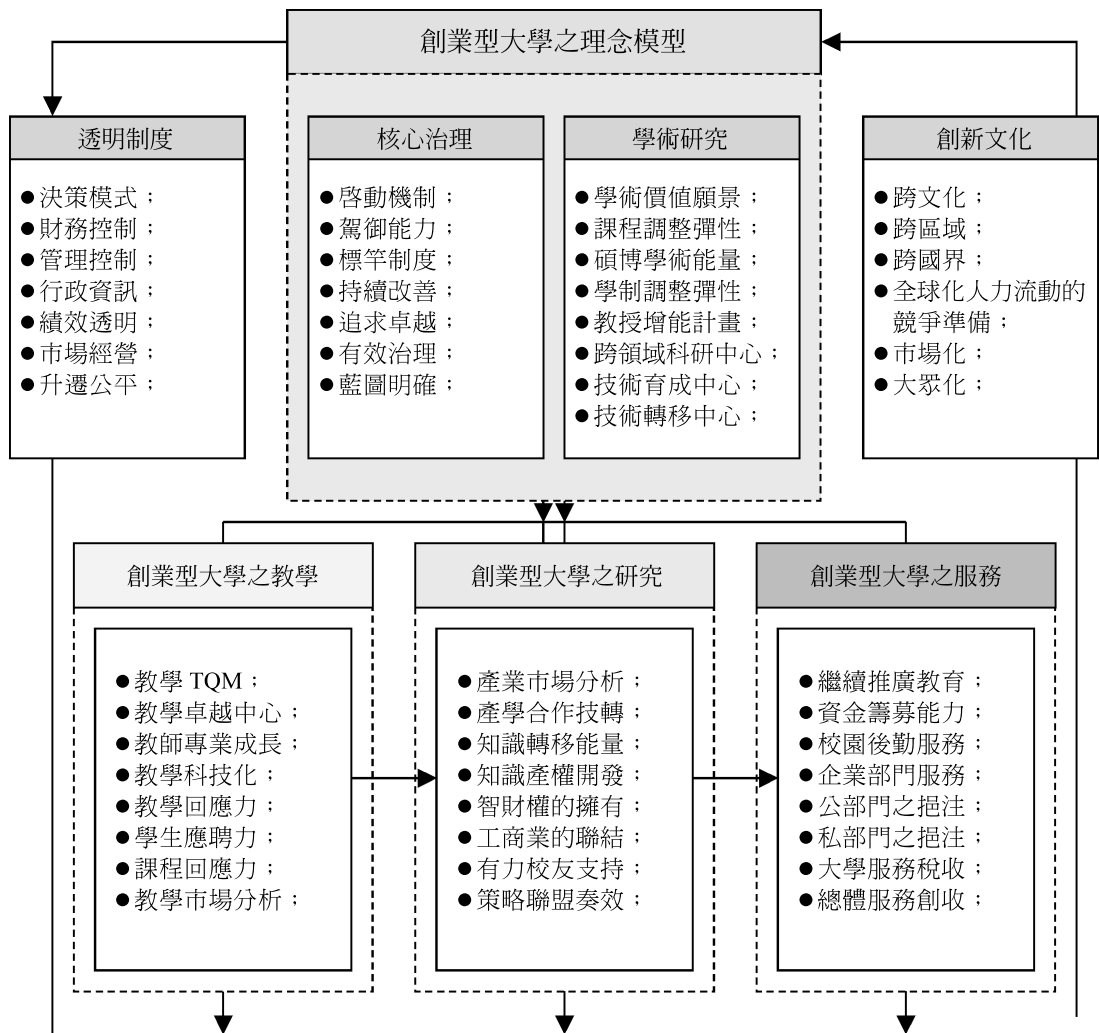 創業型大學之理念模型
透明制度
●決策模式；
●財務控制；
●管理控制；
●行政資訊；
●績效透明；
●市場經營；
●升遷公平；
核心治理
●啓動機制；
●駕御能力；
●標竿制度；
●持續改善；
●追求卓越；
●有效治理；
●藍圖明確；
學術研究
●學術價值願景；
●課程調整彈性；
●碩博學術能量；
●學制調整彈性；
●教授增能計畫；
●跨領域科研中心；
●技術育成中心；
●技術轉移中心；
創新文化
●跨文化；
●跨區域；
●跨國界；
●全球化人力流動的
競爭準備；
●市場化；
●大眾化；
創業型大學之教學
●教學 TQM；
●教學卓越中心；
●教師專業成長；
●教學科技化；
●教學回應力；
●學生應聘力；
●課程回應力；
●教學市場分析；
創業型大學之研究
●產業市場分析；
●產學合作技轉；
●知識轉移能量；
●知識產權開發；
●智財權的擁有；
●工商業的聯結；
●有力校友支持；
●策略聯盟奏效；
創業型大學之服務
●繼續推廣教育；
●資金籌募能力；
●校園後勤服務；
●企業部門服務；
●公部門之挹注；
●私部門之挹注；
●大學服務稅收；
●總體服務創收；